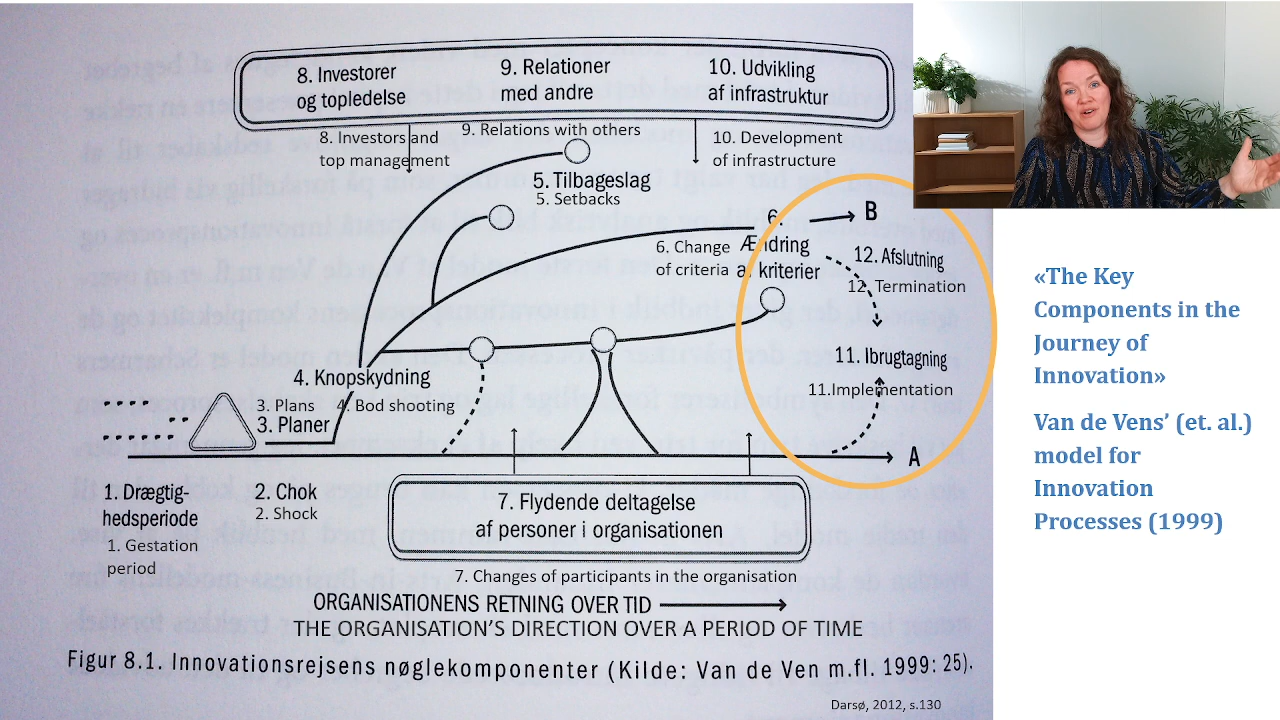 8. Investorer
og topledelse
9. Relationer
med andre
10. Udvikling
af infrastruktur
8. Investors and
top management
9. Relations with others
10. Development
of infrastructure
5. Tilbageslag
5. Setbacks
6.
Ændring
a. kriterier
6. Change
of criteria
B
12. Afslutning
12. Termination
11. Ibrugtagning
11.Implementation
4. Knopskydning
4. Bod shooting
3. Plans
3. Planer
A
1. Drægtig-
hedsperiode
1. Gestation
period
2. Chok
2. Shock
7. Flydende deltagelse
af personer i organisationen
7. Changes of participants in the organisation
ORGANISATIONENS RETNING OVER TID
THE ORGANISATION'S DIRECTION OVER A PERIOD OF TIME
Figur 8.1. Innovationsrejsens nøglekomponenter (Kilde: Van de Ven m.fl. 1999: 25).
Darsø, 2012, s.130
«The Key
Components in the
Journey of
Innovation»
Van de Vens’ (et. al.)
model for
Innovation
Processes (1999)